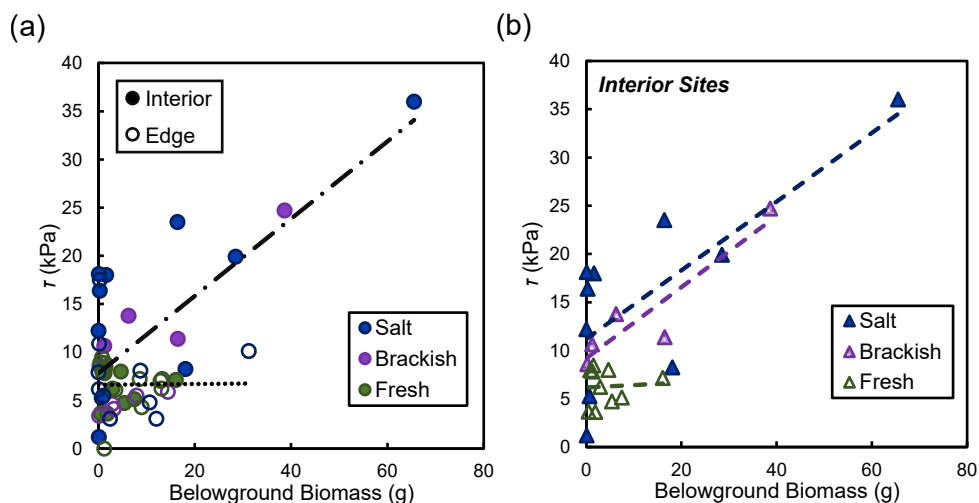 (a)
(b)
40
35
30
25
20
15
10
5
0
τ (kPa)
Interior
Edge
Salt
Brackish
Fresh
0 20 40 60 80
Belowground Biomass (g)
40
35
30
25
20
15
10
5
0
τ (kPa)
Interior Sites
Salt
Brackish
Fresh
0 20 40 60 80
Belowground Biomass (g)